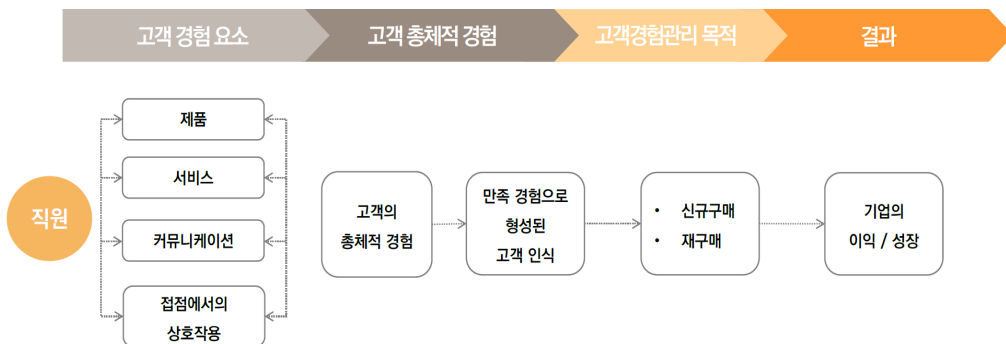 고객 경험 요소
고객 총체적 경험
고객경험관리 목적
결과
직원
제품
서비스
커뮤니케이션
접점에서의
상호작용
고객의
총체적 경험
만족 경험으로
형성된
고객 인식
• 신규구매
• 재구매
기업의
이익 / 성장